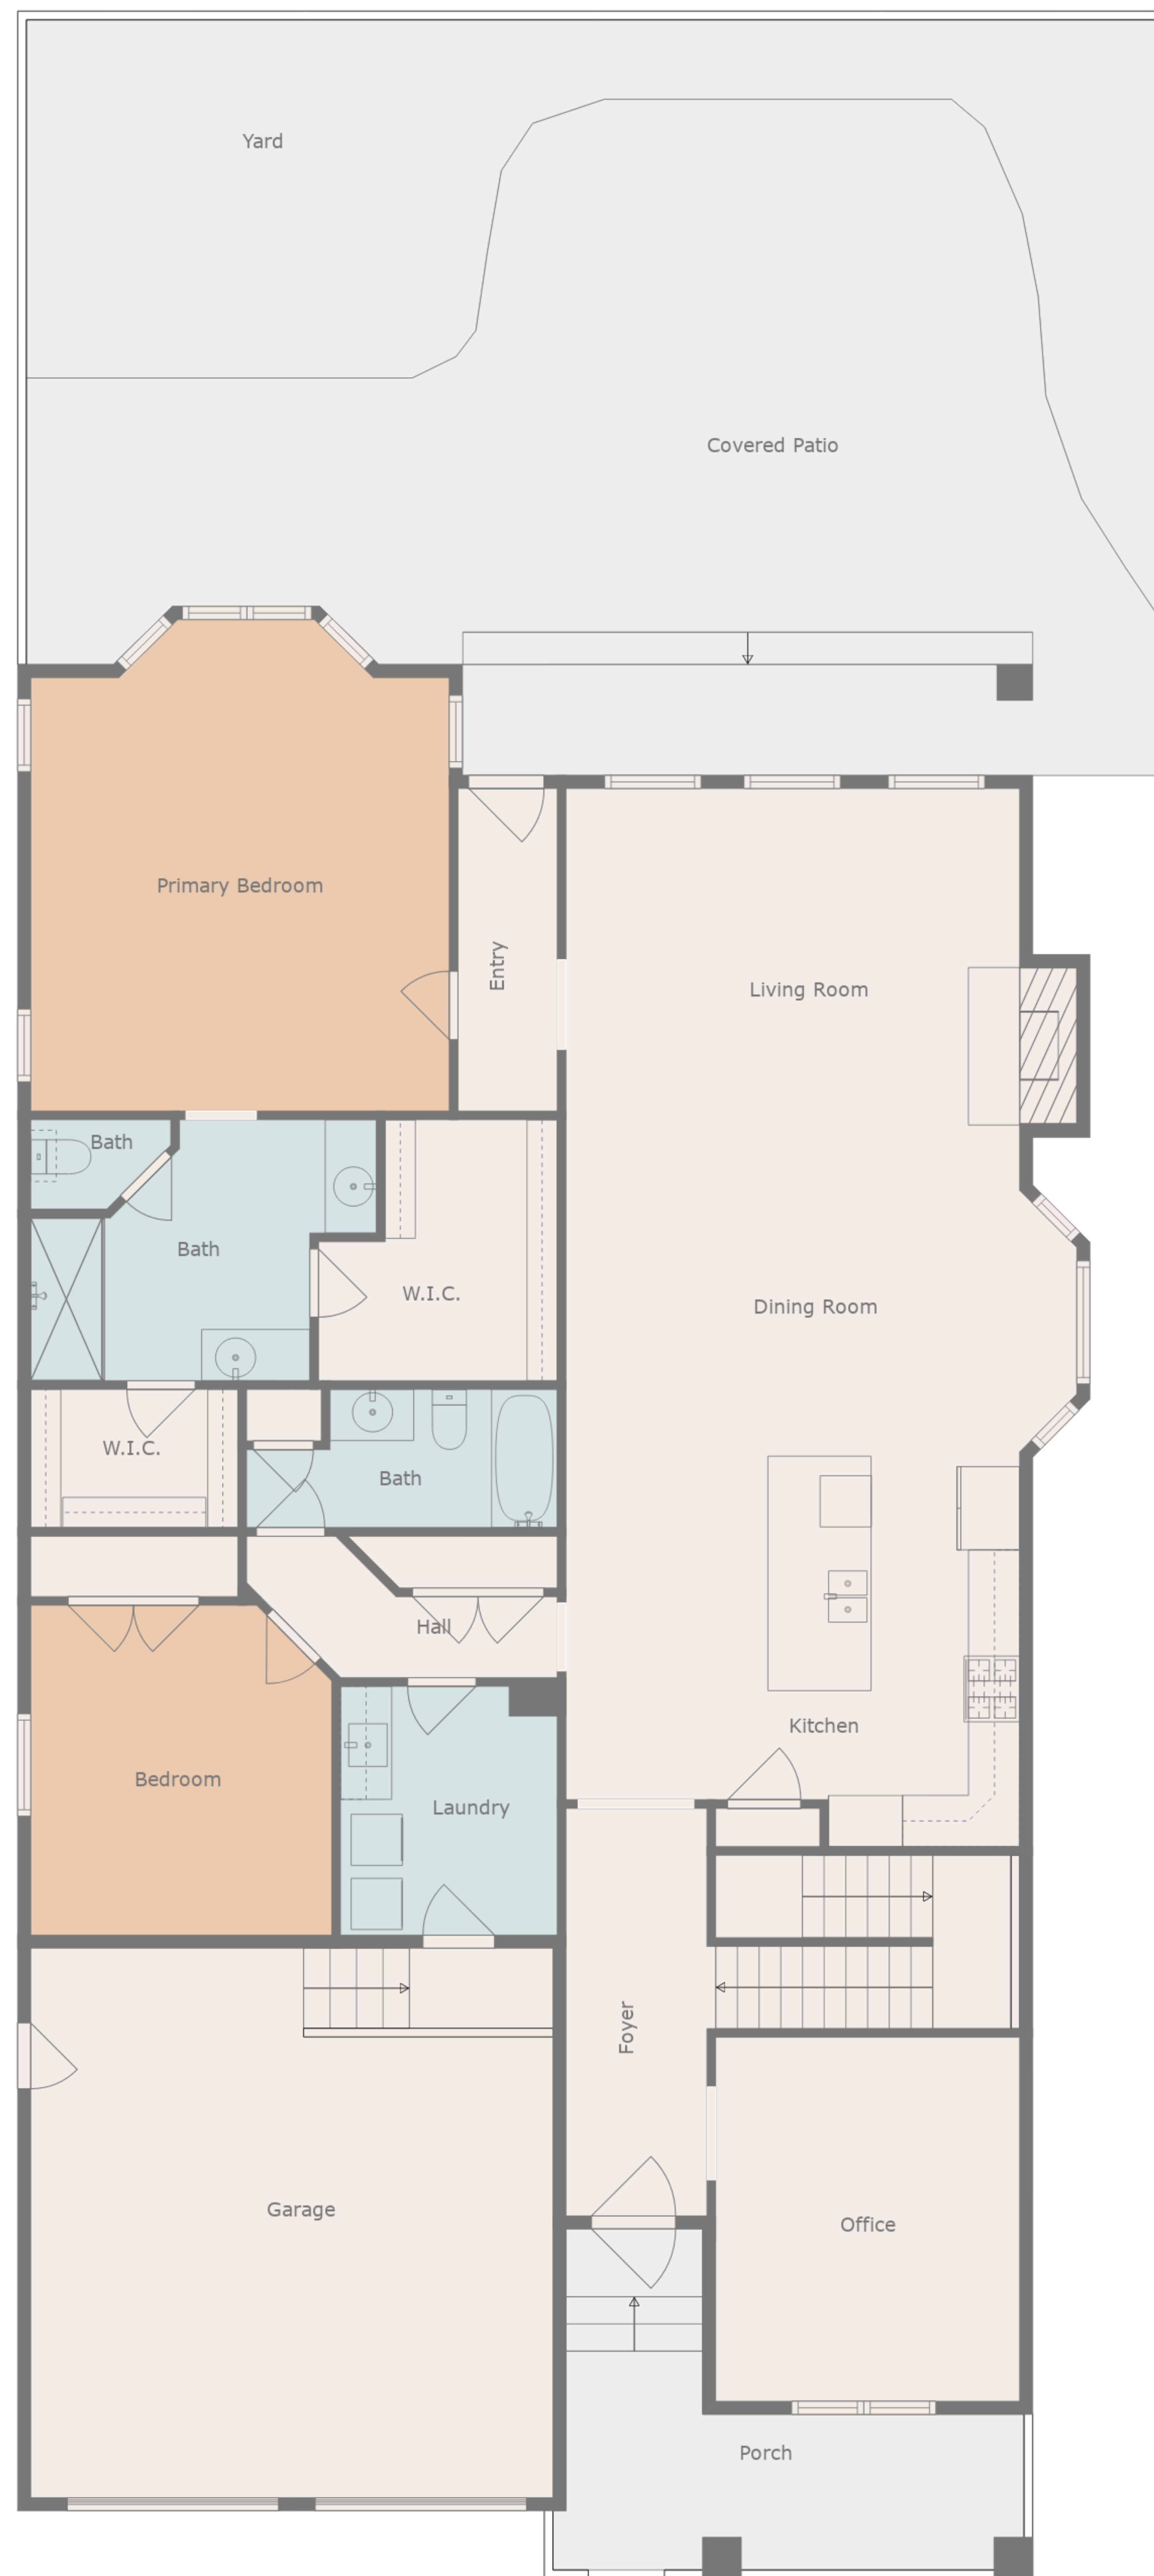 Yard
Covered Patio
Primary Bedroom
Entry
Living Room
Bath
Bath
W.I.C.
Dining Room
W.I.C.
Bath
Hall
Kitchen
Bedroom
Laundry
Foyer
Garage
Office
Porch